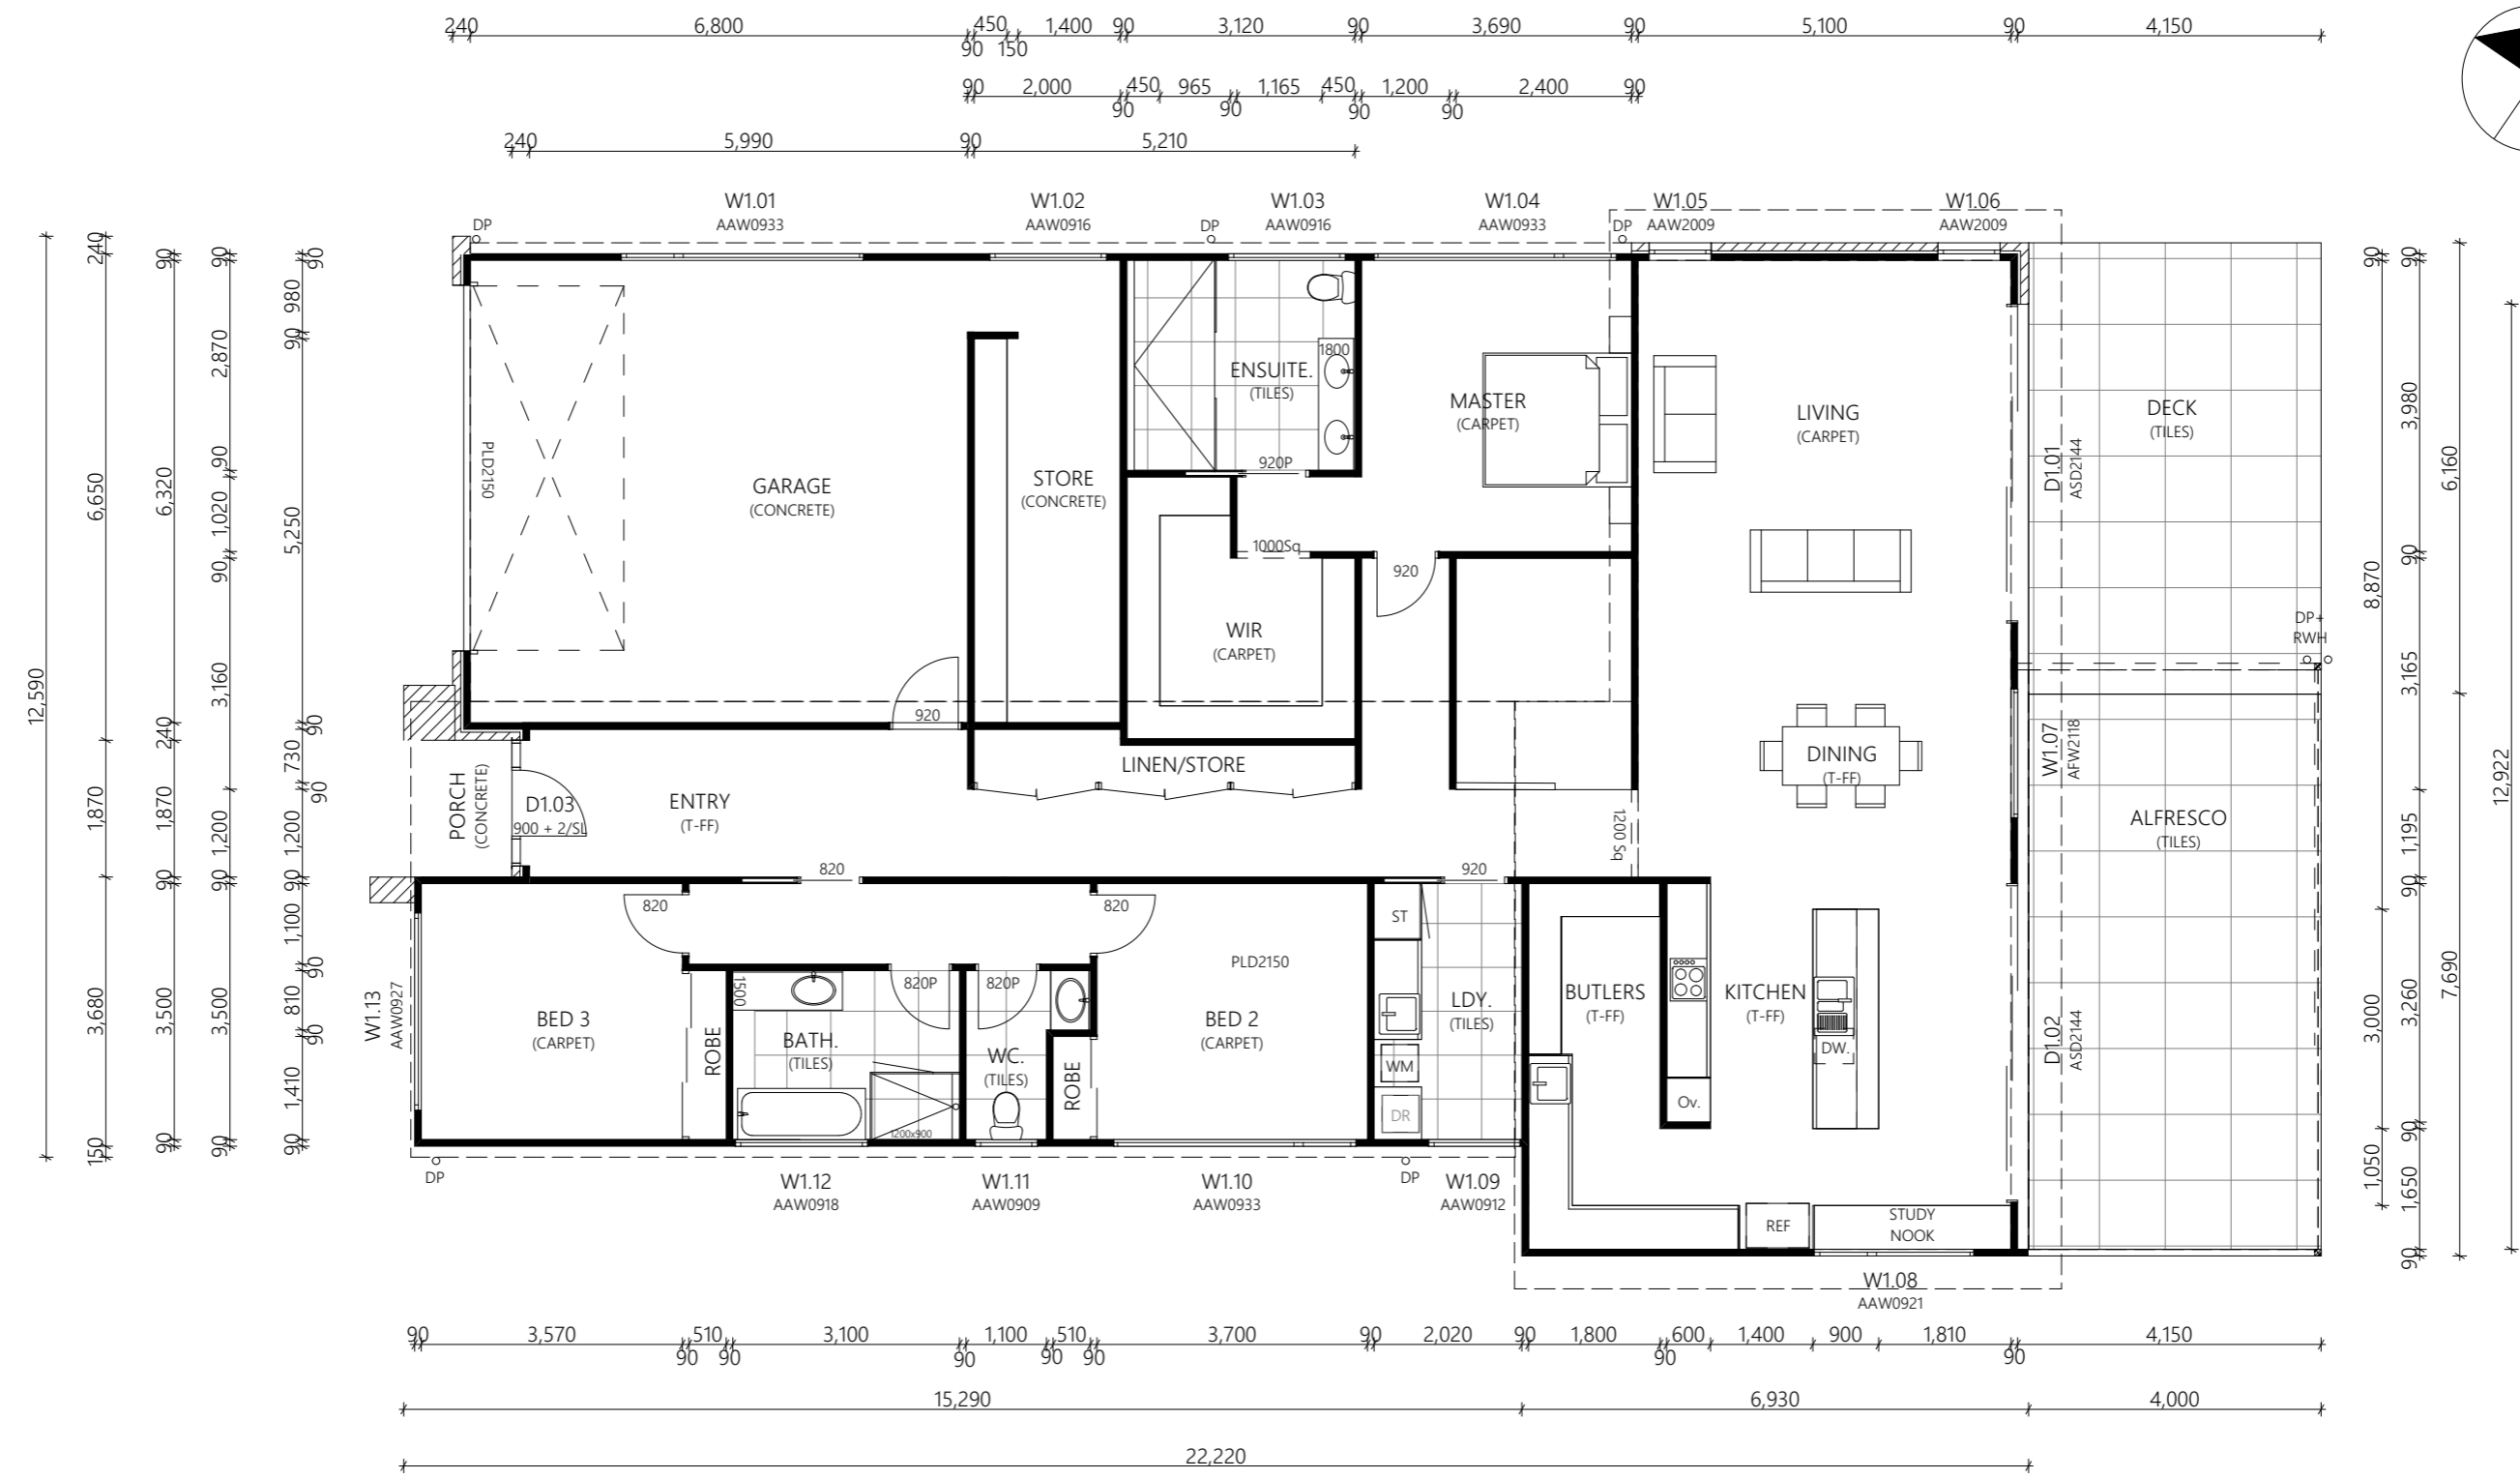 240 6,800 450 1,400 90 3,120 90 3,690 90 5,100 90 4,150
90 150
90 2,000 450 965 1,165 450 1,200 2,400 90
90 90 90 90
240 5,990 90 5,210
W1.01 W1.02 W1.03 W1.04 W1.05 W1.06
AAW0933 AAW0916 AAW0916 AAW0933 AAW2009 AAW2009
DP DP DP
12,590
240
6,650
1,870
3,680
150
90
6,320
240
1,870
90
3,500
90
90
2,870
90
1,020
90
3,160
1,200
90
3,500
90
90
980
90
5,250
90
730
90
1,200
90
1,100
90
810
90
1,410
90
PLD2150
GARAGE
(CONCRETE)
STORE
(CONCRETE)
ENSUITE.
(TILES)
1800
920P
MASTER
(CARPET)
LIVING
(CARPET)
DECK
(TILES)
D1.01
ASD2144
1000Sq
920
WIR
(CARPET)
DP+
RWH
920
LINEN/STORE
DINING
(T-FF)
W1.07
AFW2118
PORCH
(CONCRETE)
D1.03
900 + 2/SL
ENTRY
(T-FF)
1200 Sq
ALFRESCO
(TILES)
820
920
820
820
ST
W1.13
AAW0927
BED 3
(CARPET)
ROBE
1500
BATH.
(TILES)
820P
820P
1200x900
WC.
(TILES)
ROBE
PLD2150
BED 2
(CARPET)
LDY.
(TILES)
WM
DR
BUTLERS
(T-FF)
KITCHEN
(T-FF)
DW.
Ov.
D1.02
ASD2144
REF
STUDY
NOOK
90
8,870
3,000
1,050
90
3,980
90
3,165
1,195
90
3,260
90
1,650
90
6,160
7,690
12,922
DP DP
W1.12 W1.11 W1.10 W1.09
AAW0918 AAW0909 AAW0933 AAW0912
W1.08
AAW0921
90 3,570 510 3,100 1,100 510 3,700 90 2,020 90 1,800 600 1,400 900 1,810 4,150
90 90 90 90 90 90 90
15,290 6,930 4,000
22,220